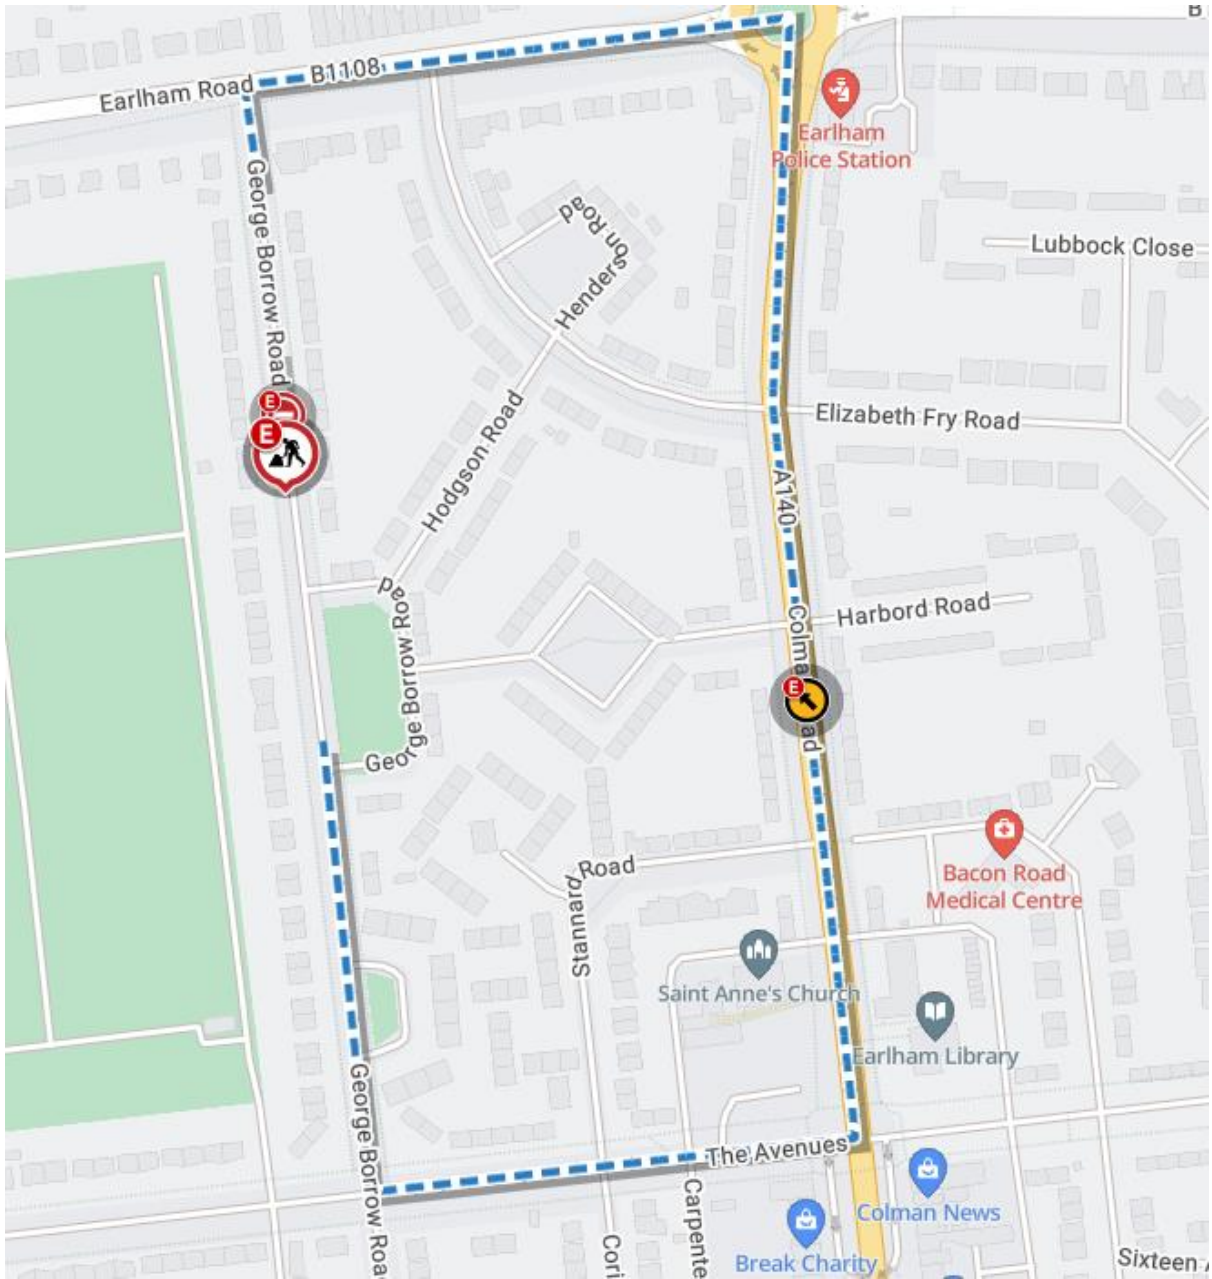 B
B1108
Earlham Road
Earlham
Police Station
George Borrow Road
Henderson Road
Lubbock Close
Hodgson Road
Elizabeth Fry Road
E
E
A140
George Borrow Road
Harbord Road
Colman Road
E
Bacon Road
Medical Centre
Stannard Road
Saint Anne's Church
Earlham Library
George Borrow Road
The Avenues
Colman News
Carpente
Cori
Break Charity
Sixteen